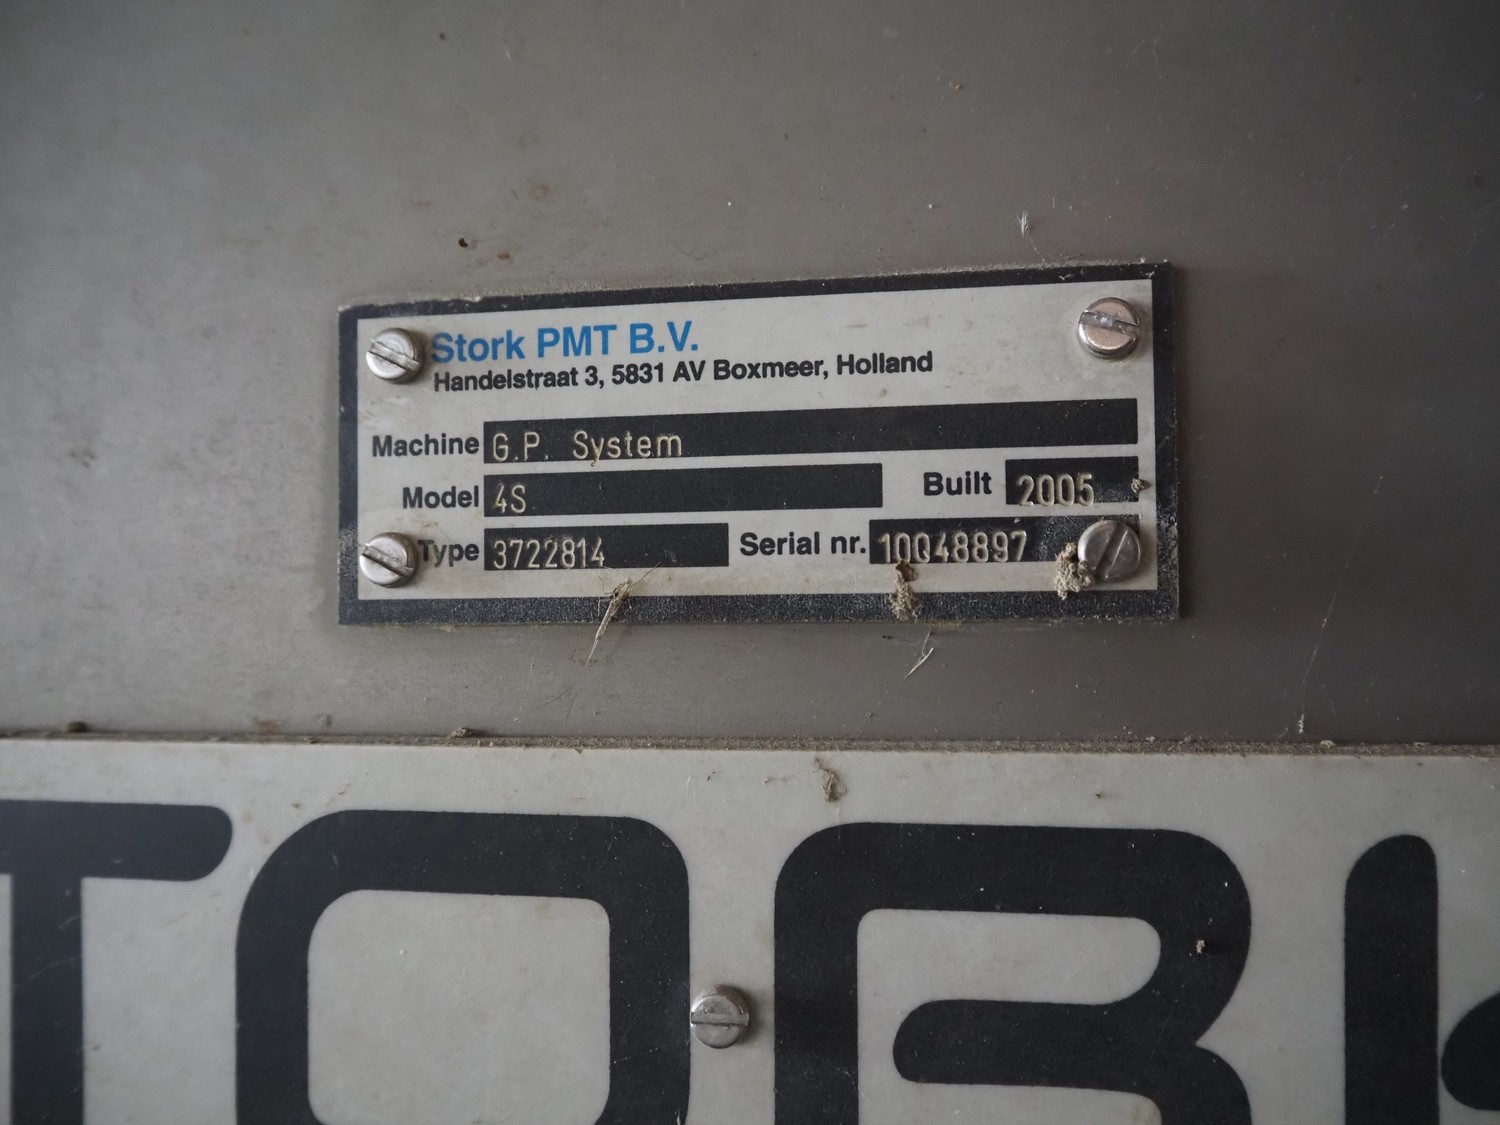 Stork PMT B.V.
Handelstraat 3, 5831 AV Boxmeer, Holland
Machine G.P. System
Model 4S Built 2005
Type 3722814 Serial nr. 10048897
TORK